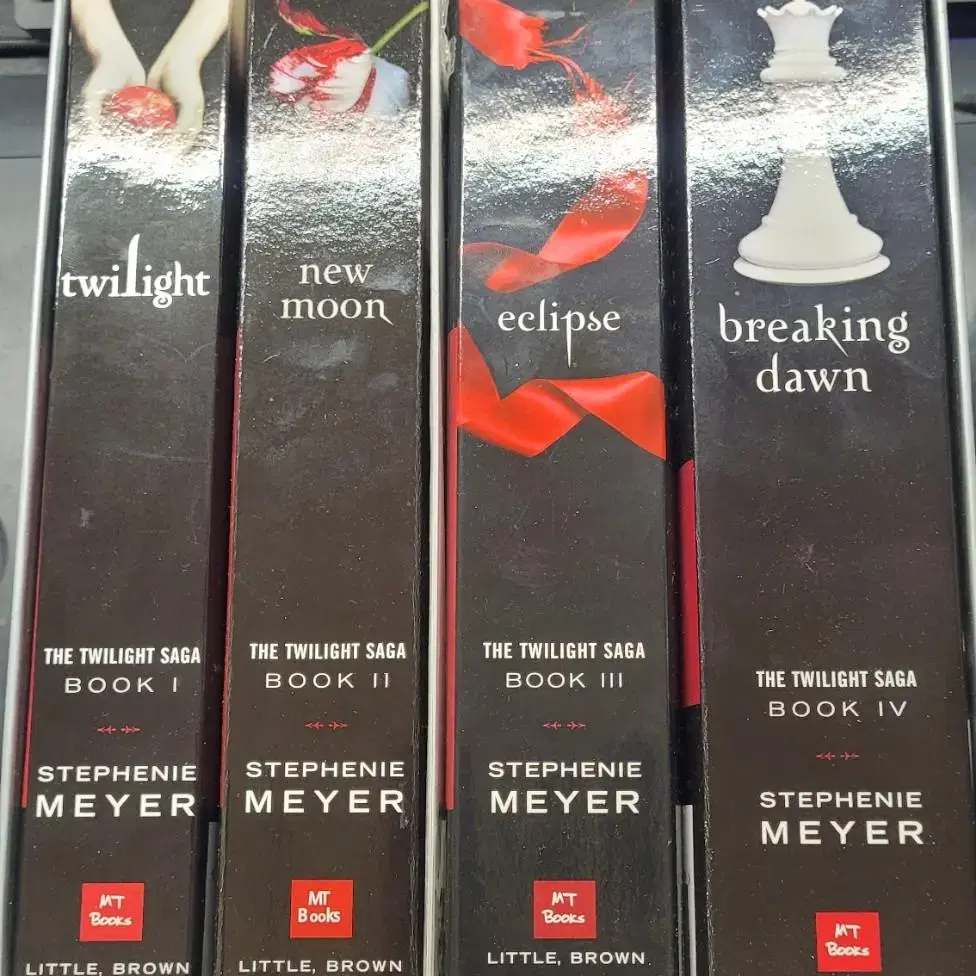 twilight
THE TWILIGHT SAGA
BOOK I
STEPHENIE
MEYER
MT
Books
LITTLE, BROWN
new
moon
THE TWILIGHT SAGA
BOOK II
STEPHENIE
MEYER
MT
Books
LITTLE, BROWN
eclipse
THE TWILIGHT SAGA
BOOK III
STEPHENIE
MEYER
MT
Books
LITTLE, BROWN
breaking
dawn
THE TWILIGHT SAGA
BOOK IV
STEPHENIE
MEYER
MT
Books